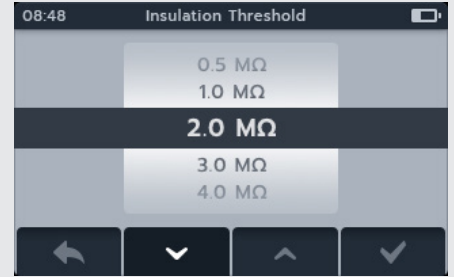 08:48 Insulation Threshold
0.5 MΩ
1.0 MΩ
2.0 MΩ
3.0 MΩ
4.0 MΩ